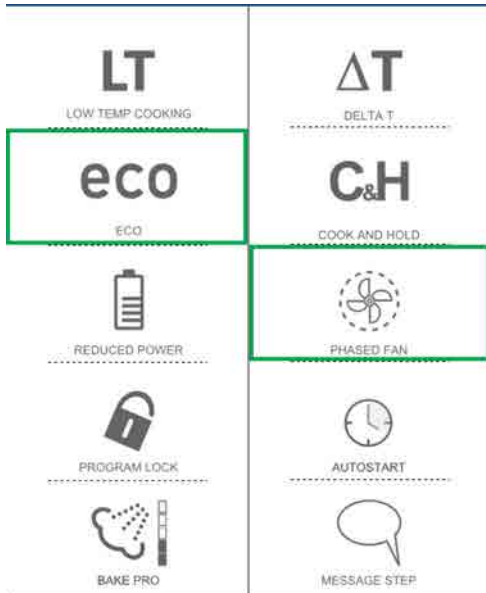 LT
ΔT
LOW TEMP COOKING
DELTA T
eco
C&H
ECO
COOK AND HOLD
REDUCED POWER
PHASED FAN
PROGRAM LOCK
AUTOSTART
BAKE PRO
MESSAGE STEP